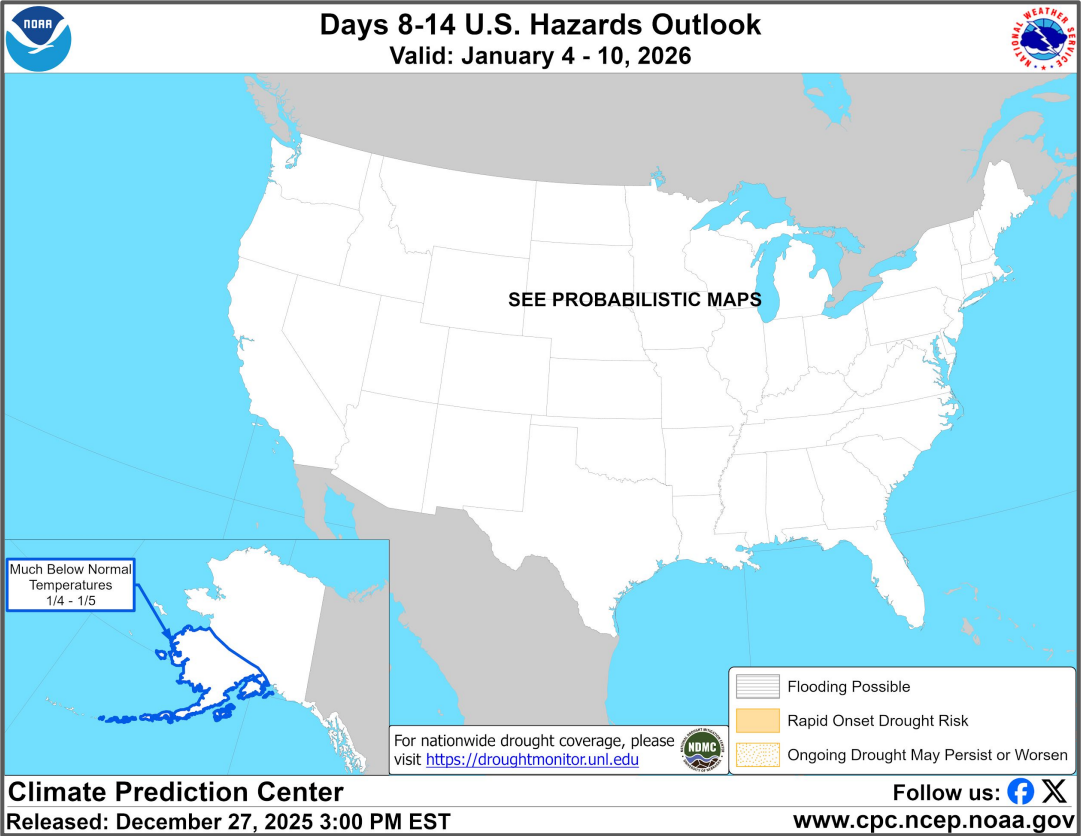 NOAA
Days 8-14 U.S. Hazards Outlook
Valid: January 4 - 10, 2026
NATIONAL WEATHER SERVICE
SEE PROBABILISTIC MAPS
Much Below Normal
Temperatures
1/4 - 1/5
Flooding Possible
Rapid Onset Drought Risk
Ongoing Drought May Persist or Worsen
For nationwide drought coverage, please
visit https://droughtmonitor.unl.edu
NDMC
Climate Prediction Center
Follow us:
Released: December 27, 2025 3:00 PM EST
www.cpc.ncep.noaa.gov